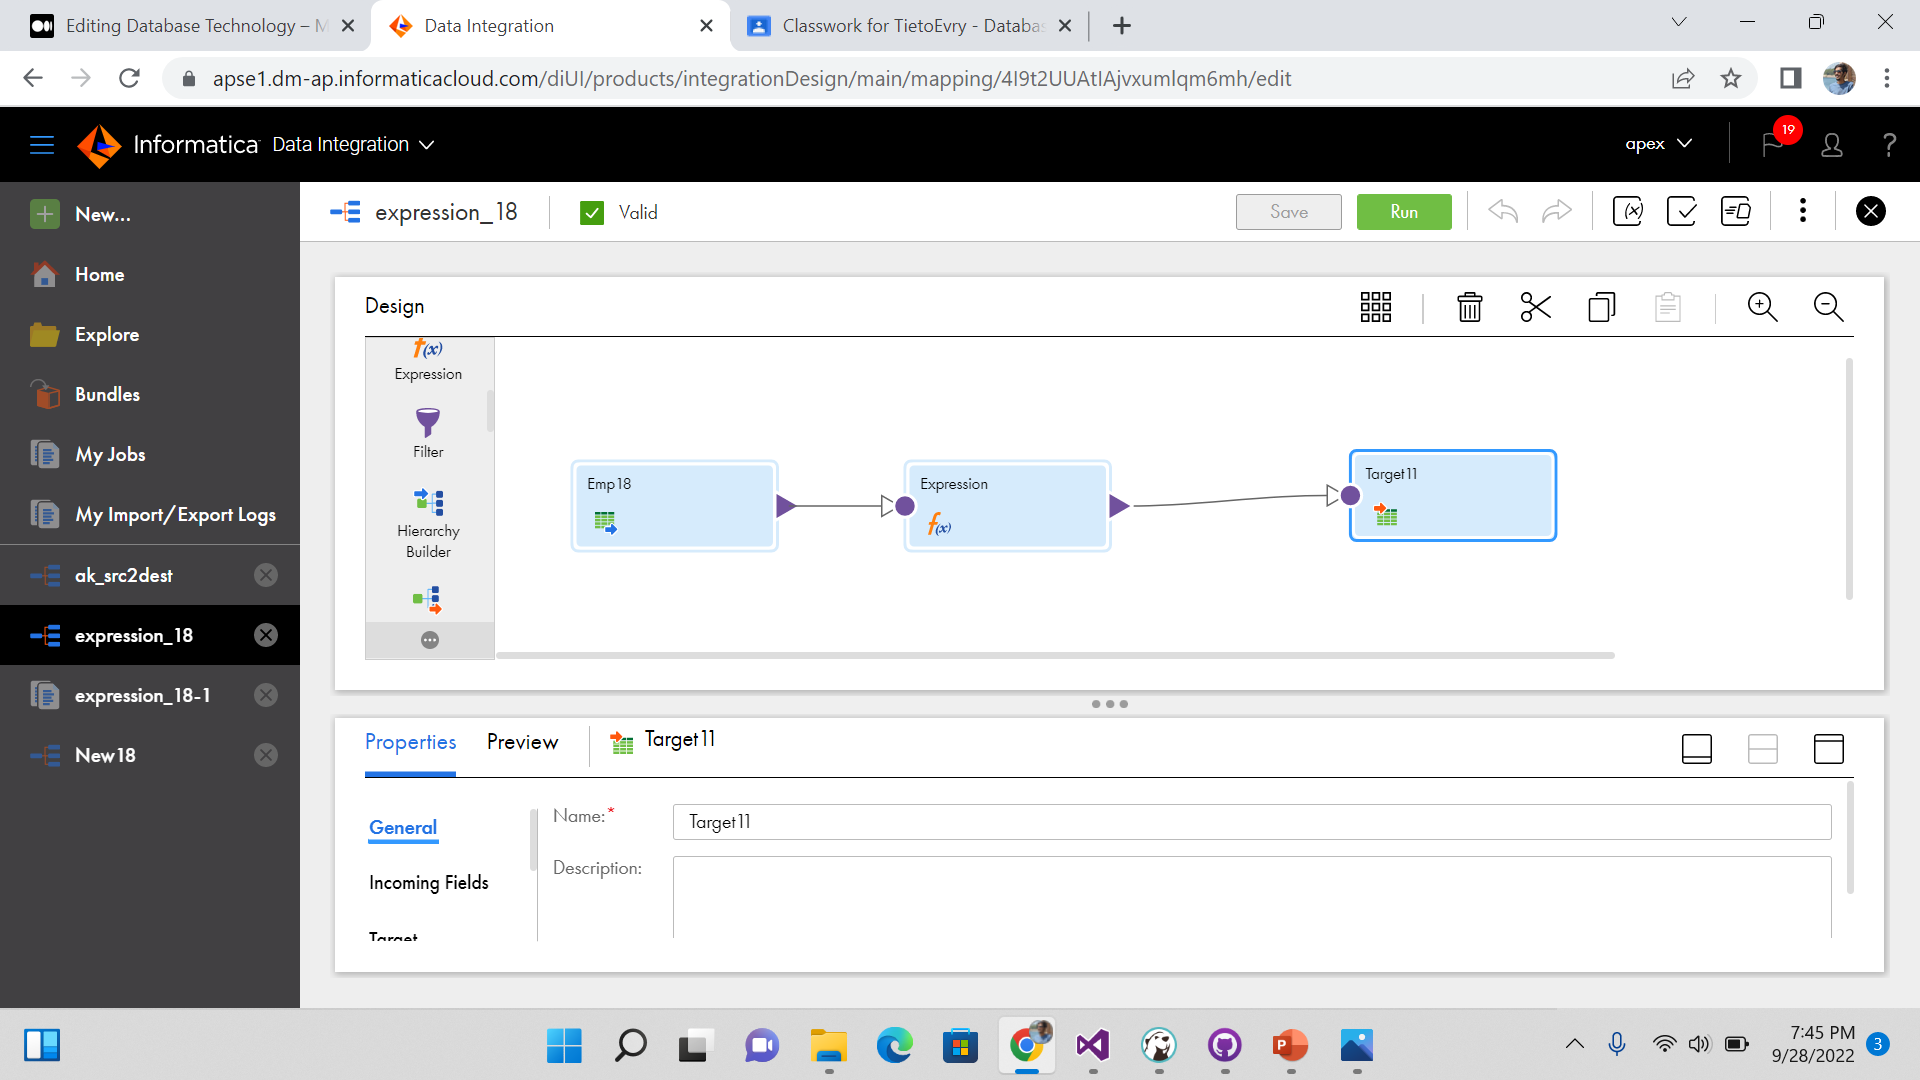 Editing Database Technology – M
Data Integration
Classwork for TietoEvry - Databas
apse1.dm-ap.informaticacloud.com/diUI/products/integrationDesign/main/mapping/4I9t2UUAtIAjvxumlqm6mh/edit
Informatica Data Integration
apex
19
?
New...
Home
Explore
Bundles
My Jobs
My Import/Export Logs
ak_src2dest
expression_18
expression_18-1
New18
expression_18
Valid
Save
Run
Design
f(x)
Expression
Filter
Hierarchy
Builder
Emp18
Expression
f(x)
Target11
Properties
Preview
Target11
General
Incoming Fields
Target
Name:*
Target11
Description:
7:45 PM
9/28/2022
3